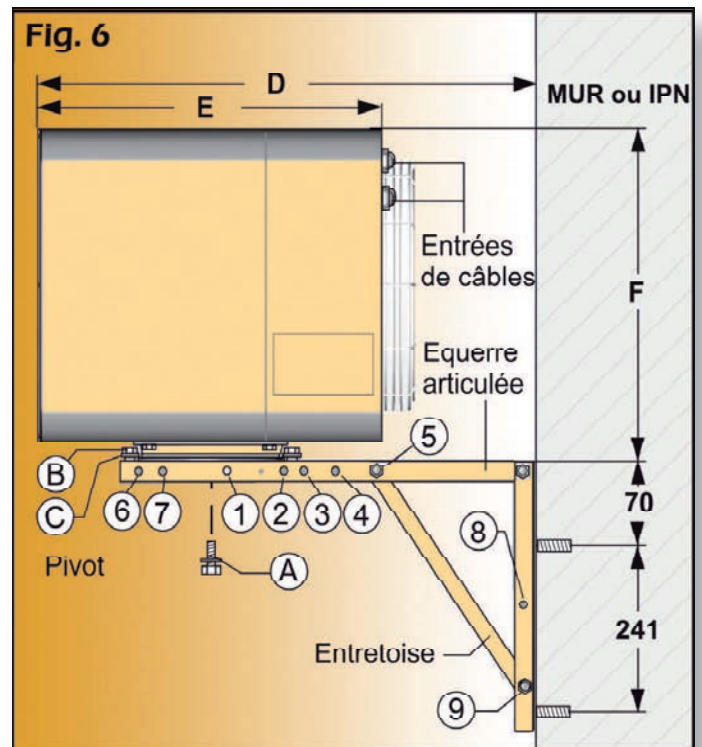 Fig. 6
D
E
MUR ou IPN
Entrées
de câbles
F
Equerre
articulée
5
B
C
6
7
1
2
3
4
8
70
Pivot
A
241
Entretoise
9